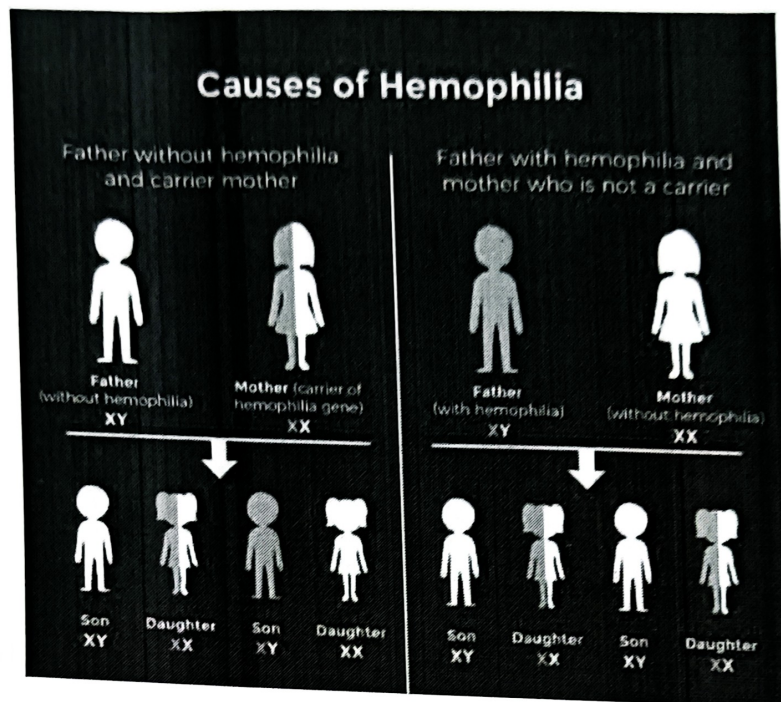 Causes of Hemophilia
Father without hemophilia
and carrier mother
Father
(without hemophilia)
XY
Mother (carrier of
hemophilia gene)
XX
Son
XY
Daughter
XX
Son
XY
Daughter
XX
Father with hemophilia and
mother who is not a carrier
Father
(with hemophilia)
XY
Mother
(without hemophilia)
XX
Son
XY
Daughter
XX
Son
XY
Daughter
XX